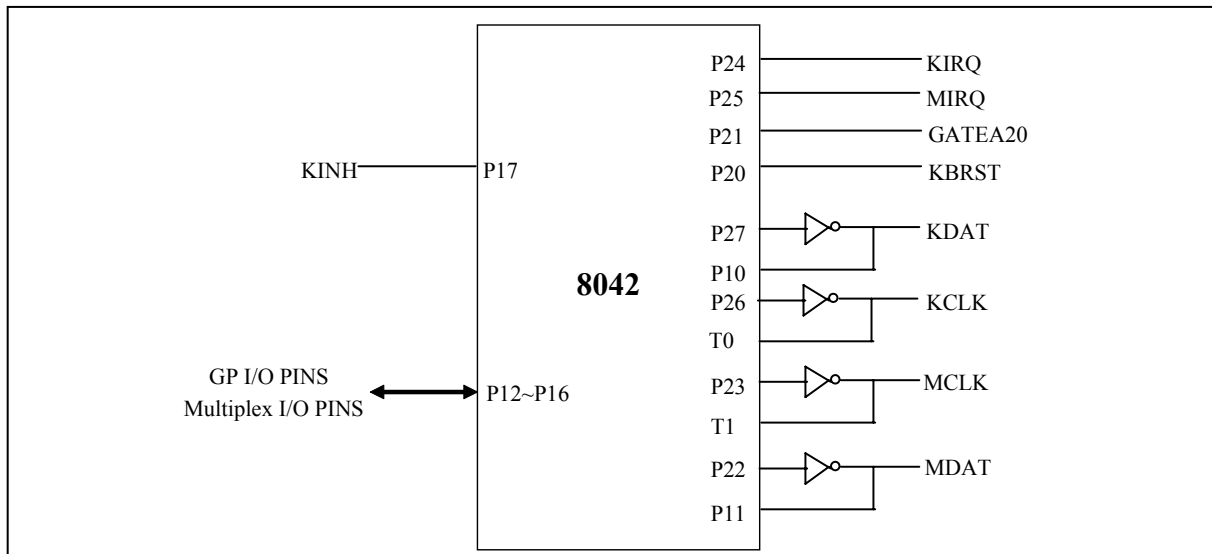 P24 KIRQ
P25 MIRQ
P21 GATEA20
KINH P17 P20 KBRST
P27 KDAT
P10
8042
P26 KCLK
T0
GP I/O PINS
Multiplex I/O PINS
P12~P16
P23 MCLK
T1
P22 MDAT
P11